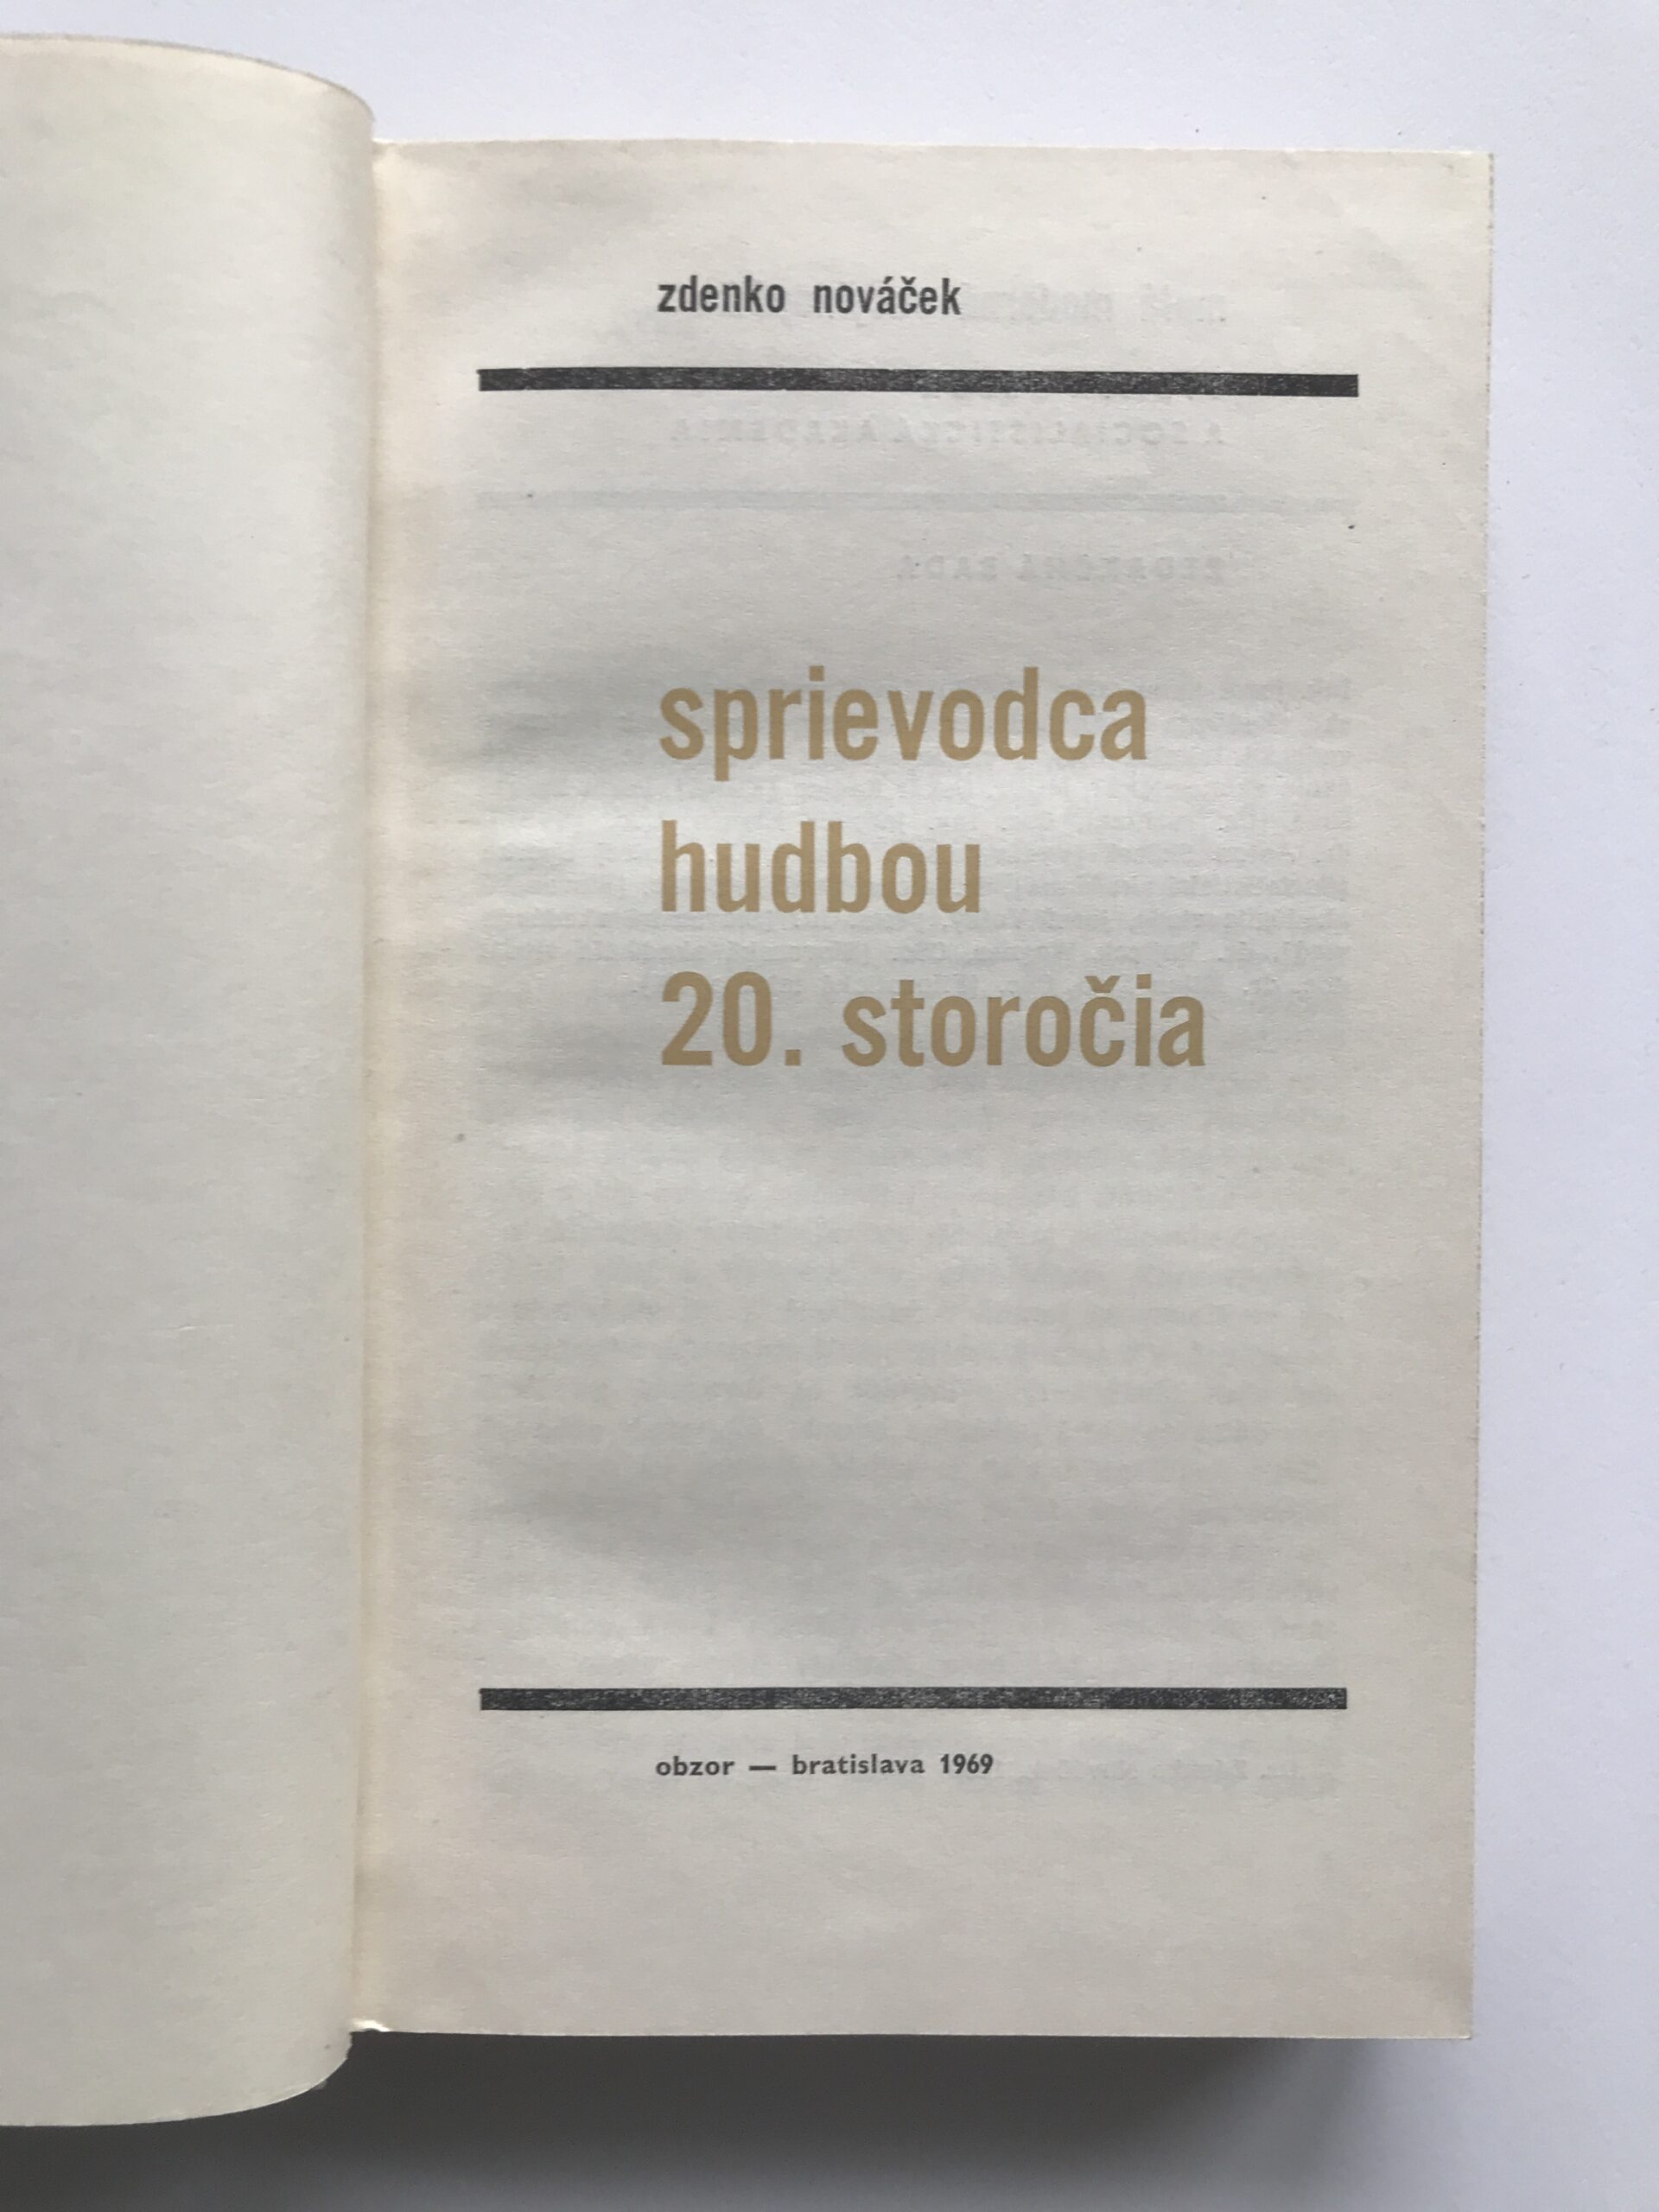 zdenko nováček
sprievodca
hudbou
20. storočia
obzor — bratislava 1969